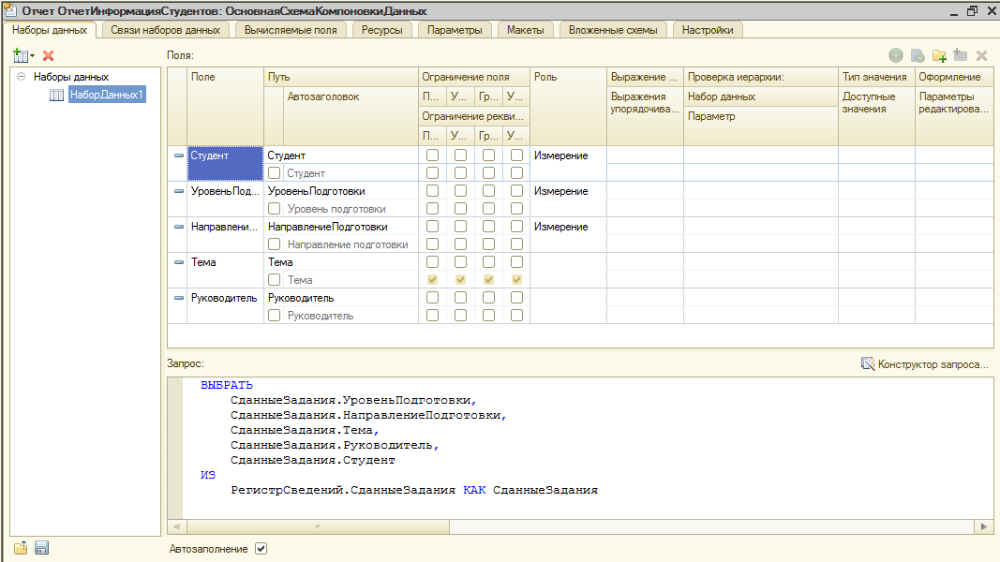 Отчет ОтчетИнформацияСтудентов: ОсновнаяСхемаКомпоновкиДанных
Наборы данных Связи наборов данных Вычисляемые поля Ресурсы Параметры Макеты Вложенные схемы Настройки
Поля:
Наборы данных
НаборДанных1
Поле Путь Ограничение поля Роль Выражение ... Проверка иерархии: Тип значения Оформление
Автозаголовок П... У... Гр... У... Выражения упорядочива... Набор данных Доступные значения Параметры редактирова...
Ограничение рекви... Параметр
П... У... Гр... У...
Студент Студент Измерение
Студент
УровеньПод... УровеньПодготовки Измерение
Уровень подготовки
Направлени... НаправлениеПодготовки Измерение
Направление подготовки
Тема Тема
Тема
Руководитель Руководитель
Руководитель
Запрос: Конструктор запроса...
ВЫБРАТЬ
СданныеЗадания.УровеньПодготовки,
СданныеЗадания.НаправлениеПодготовки,
СданныеЗадания.Тема,
СданныеЗадания.Руководитель,
СданныеЗадания.Студент
ИЗ
РегистрСведений.СданныеЗадания КАК СданныеЗадания
Автозаполнение